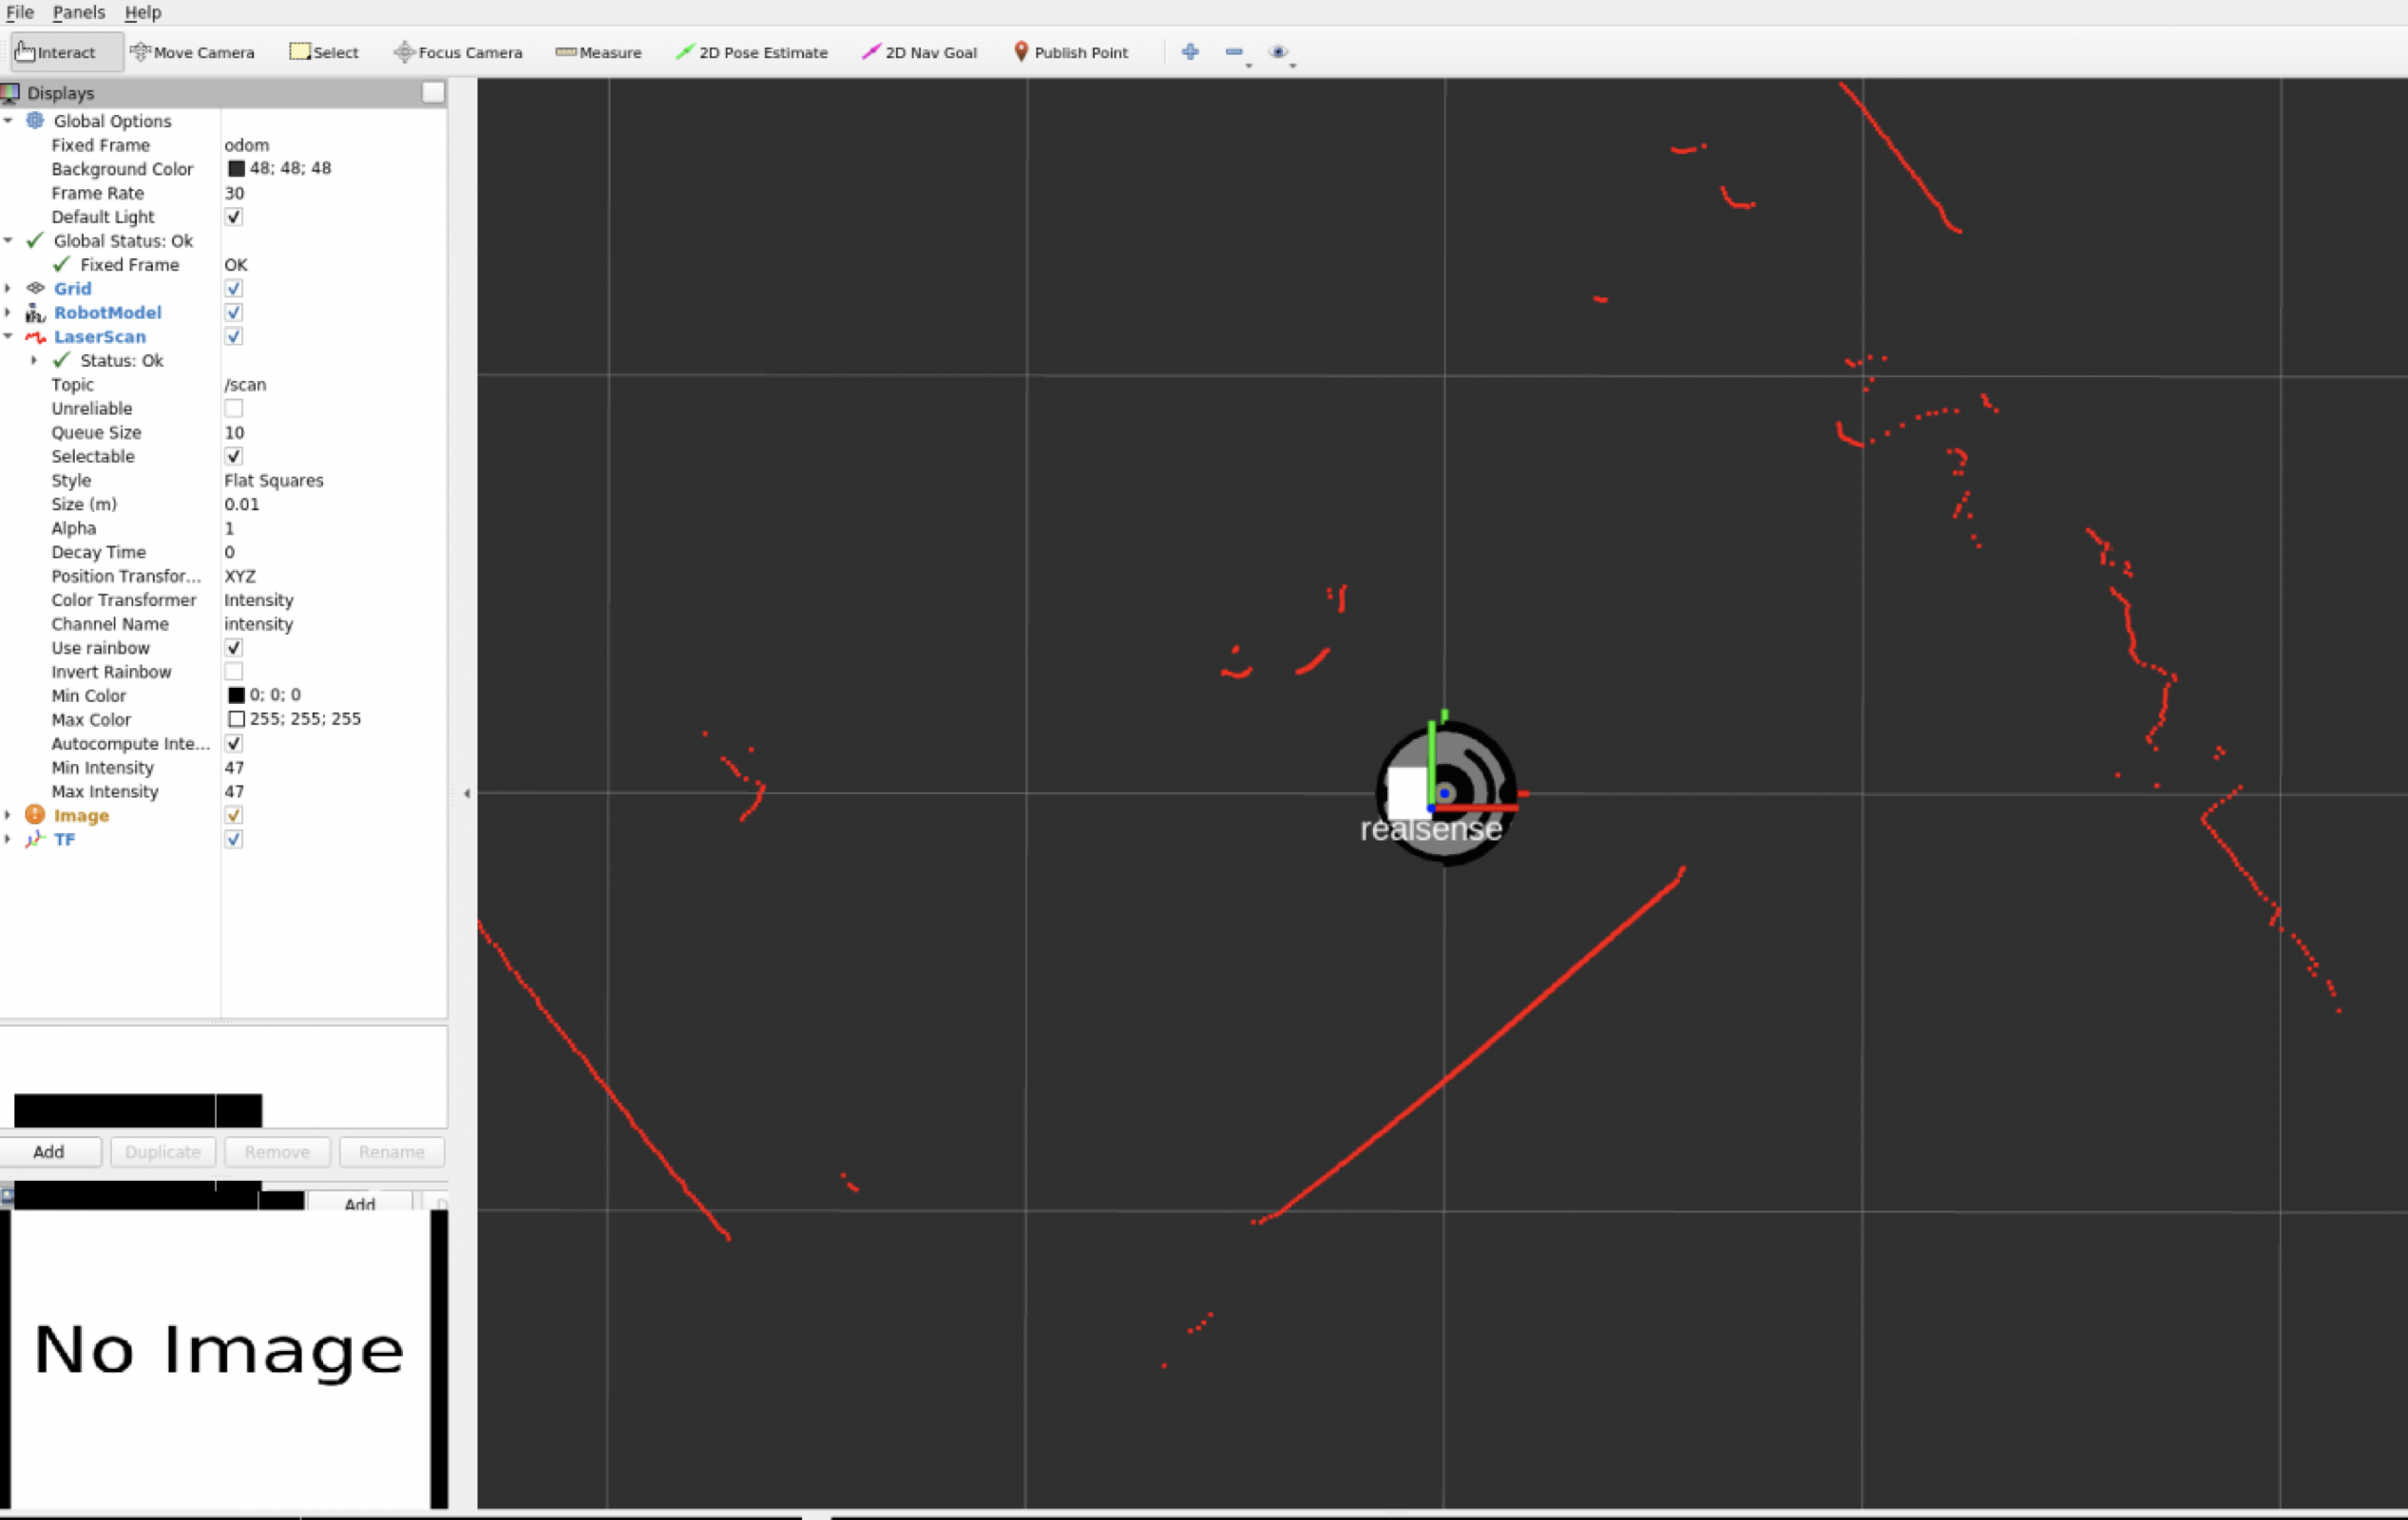 File Panels Help
Interact Move Camera Select Focus Camera Measure 2D Pose Estimate 2D Nav Goal Publish Point
Displays
Global Options
Fixed Frame odom
Background Color 48; 48; 48
Frame Rate 30
Default Light
Global Status: Ok
Fixed Frame OK
Grid
RobotModel
LaserScan
Status: Ok
Topic /scan
Unreliable
Queue Size 10
Selectable
Style Flat Squares
Size (m) 0.01
Alpha 1
Decay Time 0
Position Transfor... XYZ
Color Transformer Intensity
Channel Name intensity
Use rainbow
Invert Rainbow
Min Color 0; 0; 0
Max Color 255; 255; 255
Autocompute Inte...
Min Intensity 47
Max Intensity 47
Image
TF
Add Duplicate Remove Rename
Add
No Image
realsense